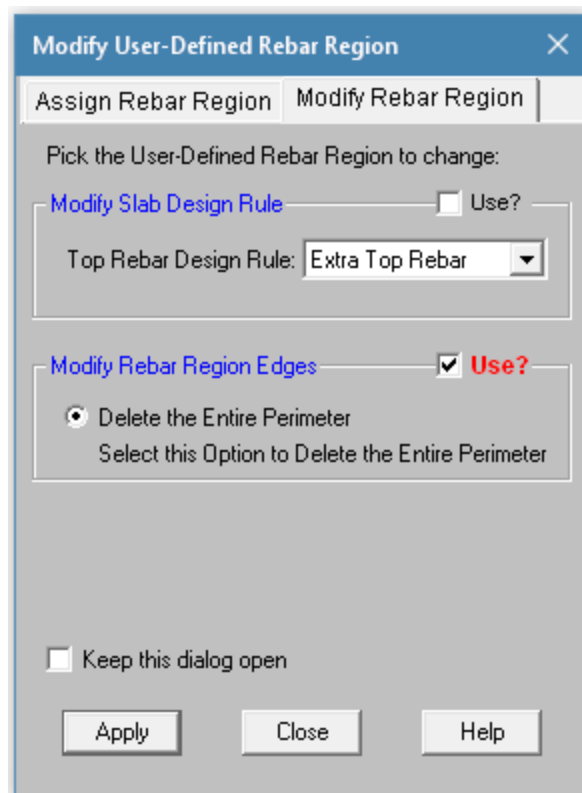 Modify User-Defined Rebar Region
Assign Rebar Region
Modify Rebar Region
Pick the User-Defined Rebar Region to change:
Modify Slab Design Rule
Use?
Top Rebar Design Rule: Extra Top Rebar
Modify Rebar Region Edges
Use?
Delete the Entire Perimeter
Select this Option to Delete the Entire Perimeter
Keep this dialog open
Apply
Close
Help